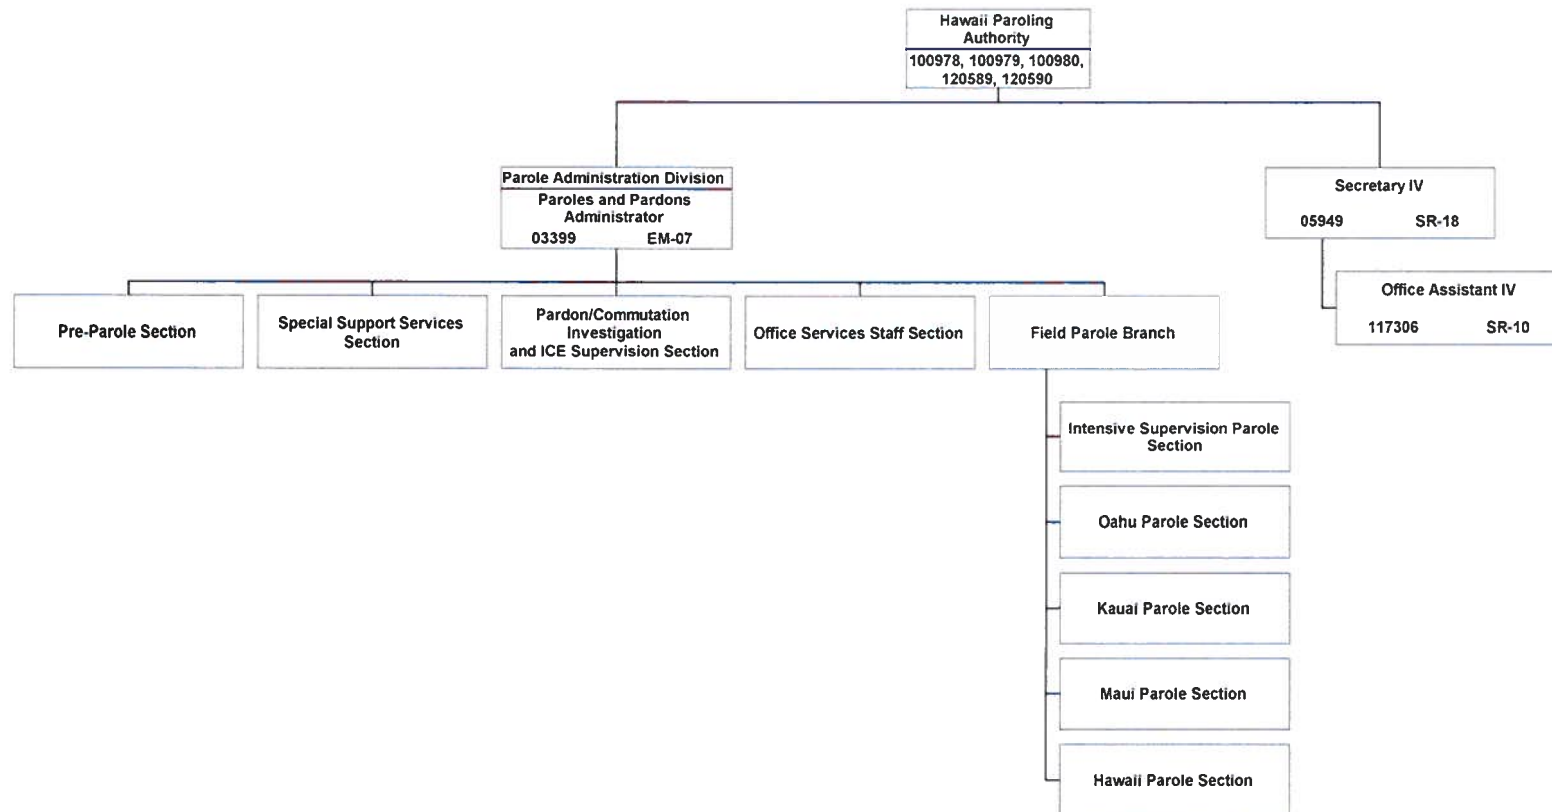 Hawaii Paroling
Authority
100978, 100979, 100980,
120589, 120590
Parole Administration Division
Paroles and Pardons
Administrator
03399 EM-07
Secretary IV
05949 SR-18
Office Assistant IV
117306 SR-10
Pre-Parole Section
Special Support Services
Section
Pardon/Commutation
Investigation
and ICE Supervision Section
Office Services Staff Section
Field Parole Branch
Intensive Supervision Parole
Section
Oahu Parole Section
Kauai Parole Section
Maui Parole Section
Hawaii Parole Section